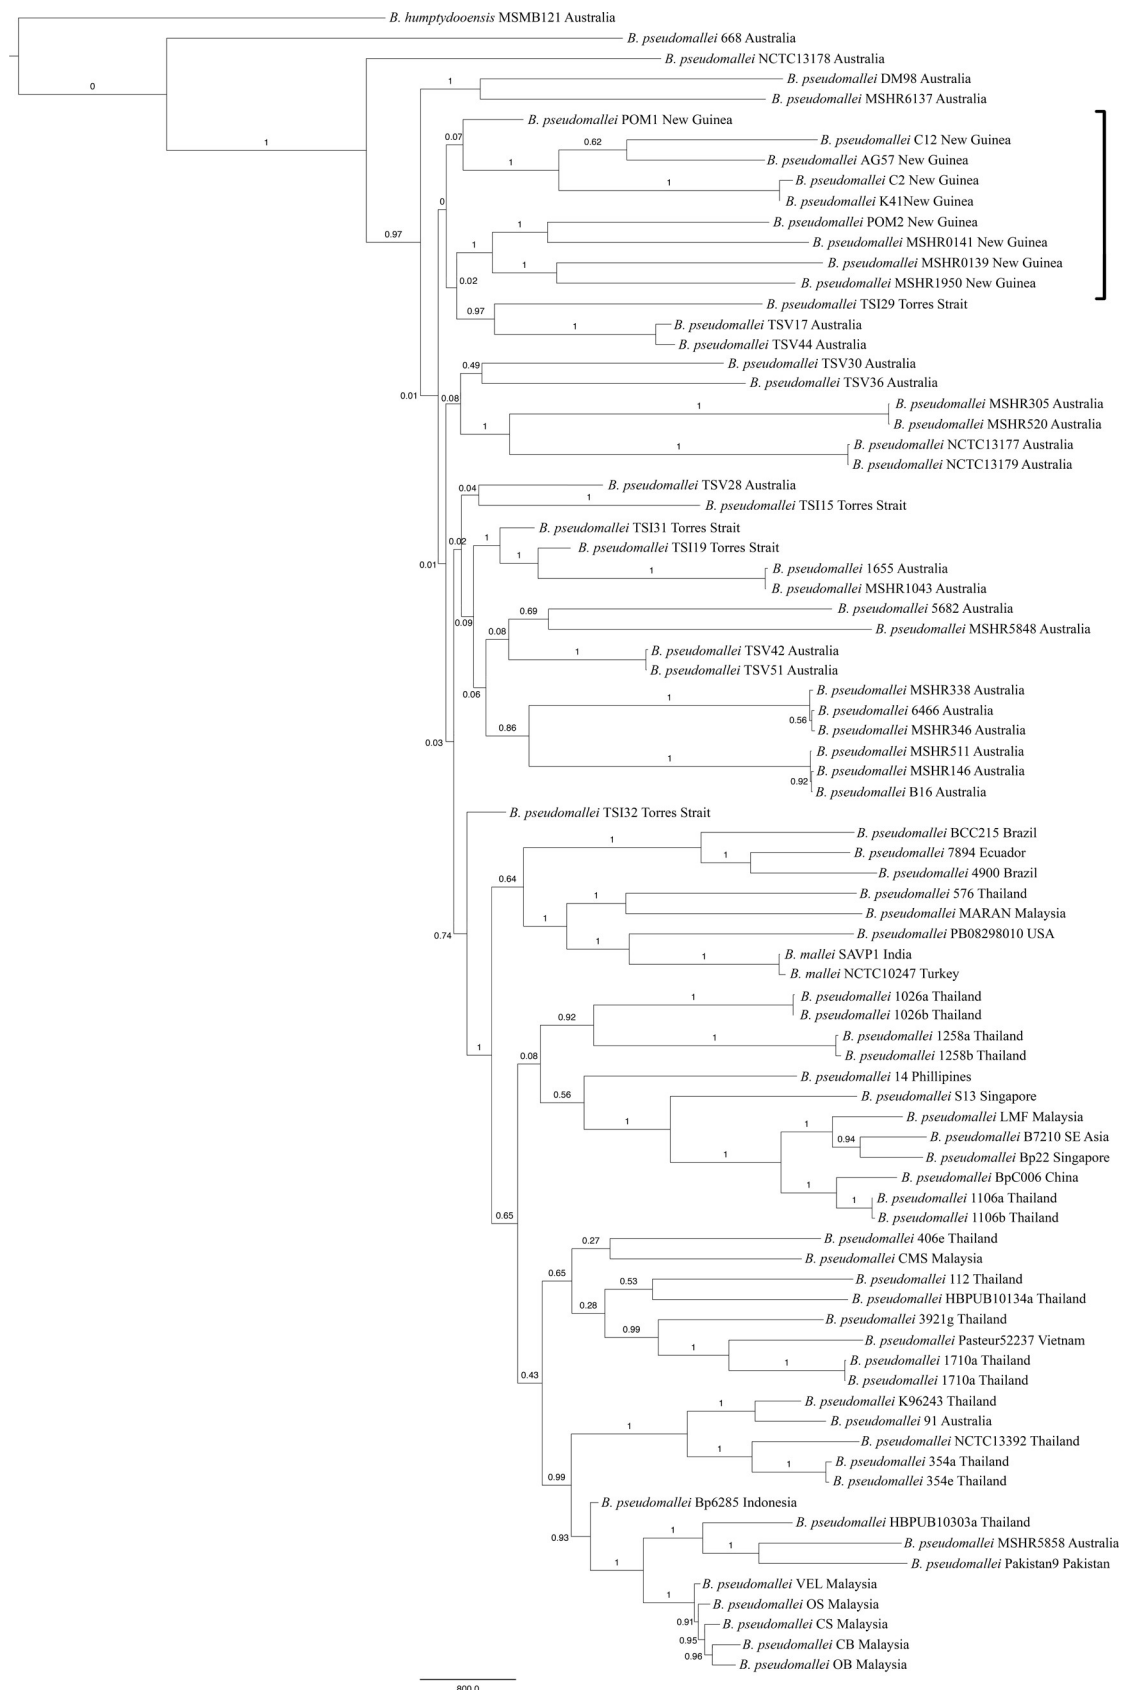 B. humptydooensis MSMB121 Australia
B. pseudomallei 668 Australia
B. pseudomallei NCTC13178 Australia
1
B. pseudomallei DM98 Australia
0
B. pseudomallei MSHR6137 Australia
B. pseudomallei POM1 New Guinea
0.07
0.62
B. pseudomallei C12 New Guinea
1
1
B. pseudomallei AG57 New Guinea
1
B. pseudomallei C2 New Guinea
0
B. pseudomallei K41New Guinea
1
B. pseudomallei POM2 New Guinea
0.97
1
B. pseudomallei MSHR0141 New Guinea
1
B. pseudomallei MSHR0139 New Guinea
0.02
B. pseudomallei MSHR1950 New Guinea
0.97
B. pseudomallei TSI29 Torres Strait
1
B. pseudomallei TSV17 Australia
B. pseudomallei TSV44 Australia
0.49
B. pseudomallei TSV30 Australia
B. pseudomallei TSV36 Australia
0.01
0.08
1
B. pseudomallei MSHR305 Australia
1
B. pseudomallei MSHR520 Australia
1
B. pseudomallei NCTC13177 Australia
B. pseudomallei NCTC13179 Australia
0.04
B. pseudomallei TSV28 Australia
1
B. pseudomallei TSI15 Torres Strait
B. pseudomallei TSI31 Torres Strait
0.02
1
B. pseudomallei TSI19 Torres Strait
0.01
1
1
B. pseudomallei 1655 Australia
B. pseudomallei MSHR1043 Australia
0.69
B. pseudomallei 5682 Australia
0.09
0.08
B. pseudomallei MSHR5848 Australia
1
B. pseudomallei TSV42 Australia
B. pseudomallei TSV51 Australia
0.06
1
B. pseudomallei MSHR338 Australia
B. pseudomallei 6466 Australia
0.86
0.56
B. pseudomallei MSHR346 Australia
0.03
1
B. pseudomallei MSHR511 Australia
B. pseudomallei MSHR146 Australia
0.92
B. pseudomallei B16 Australia
B. pseudomallei TSI32 Torres Strait
1
B. pseudomallei BCC215 Brazil
1
B. pseudomallei 7894 Ecuador
0.64
B. pseudomallei 4900 Brazil
1
B. pseudomallei 576 Thailand
1
B. pseudomallei MARAN Malaysia
0.74
1
B. pseudomallei PB08298010 USA
1
B. mallei SAVP1 India
B. mallei NCTC10247 Turkey
1
B. pseudomallei 1026a Thailand
0.92
B. pseudomallei 1026b Thailand
1
1
B. pseudomallei 1258a Thailand
0.08
B. pseudomallei 1258b Thailand
B. pseudomallei 14 Phillipines
0.56
B. pseudomallei S13 Singapore
1
1
B. pseudomallei LMF Malaysia
0.94
B. pseudomallei B7210 SE Asia
1
B. pseudomallei Bp22 Singapore
1
B. pseudomallei BpC006 China
1
B. pseudomallei 1106a Thailand
0.65
B. pseudomallei 1106b Thailand
0.27
B. pseudomallei 406e Thailand
B. pseudomallei CMS Malaysia
0.65
0.53
B. pseudomallei 112 Thailand
0.28
B. pseudomallei HBPUB10134a Thailand
0.99
B. pseudomallei 3921g Thailand
1
B. pseudomallei Pasteur52237 Vietnam
1
B. pseudomallei 1710a Thailand
0.43
B. pseudomallei 1710a Thailand
1
B. pseudomallei K96243 Thailand
1
B. pseudomallei 91 Australia
1
B. pseudomallei NCTC13392 Thailand
1
B. pseudomallei 354a Thailand
0.99
B. pseudomallei 354e Thailand
B. pseudomallei Bp6285 Indonesia
1
B. pseudomallei HBPUB10303a Thailand
0.93
1
B. pseudomallei MSHR5858 Australia
1
B. pseudomallei Pakistan9 Pakistan
1
B. pseudomallei VEL Malaysia
B. pseudomallei OS Malaysia
0.91
B. pseudomallei CS Malaysia
0.95
B. pseudomallei CB Malaysia
0.96
B. pseudomallei OB Malaysia
800.0